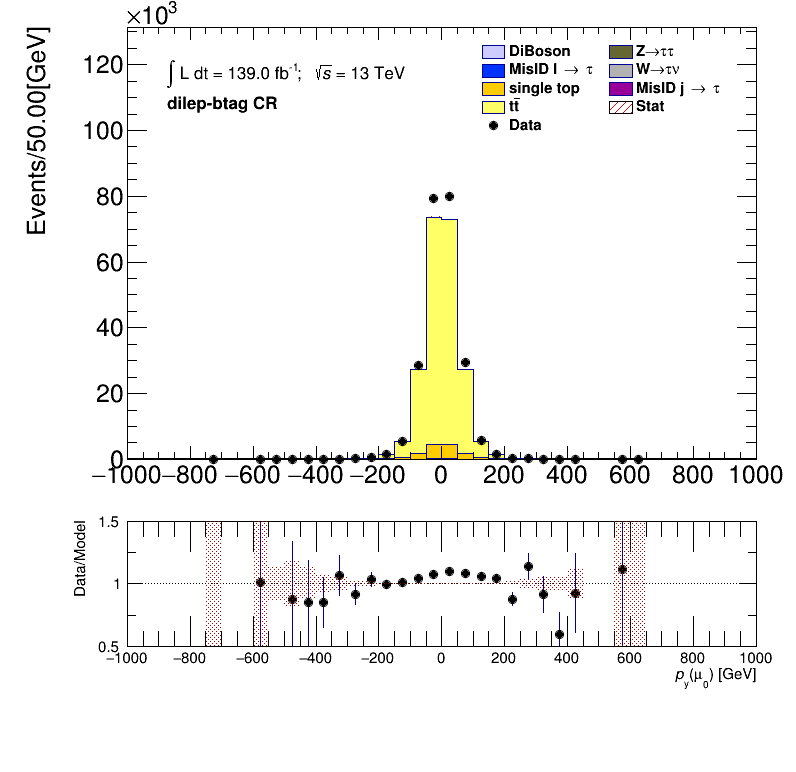 ×10³
Events/50.00[GeV]
120
100
80
60
40
20
0
∫ L dt = 139.0 fb⁻¹; √s = 13 TeV
dilep-btag CR
DiBoson
MisID l → τ
single top
tt̄
Data
Z→ττ
W→τν
MisID j → τ
Stat
−1000 −800 −600 −400 −200 0 200 400 600 800 1000
Data/Model
1.5
1
0.5
−1000 −800 −600 −400 −200 0 200 400 600 800 1000
p_y(μ_0) [GeV]